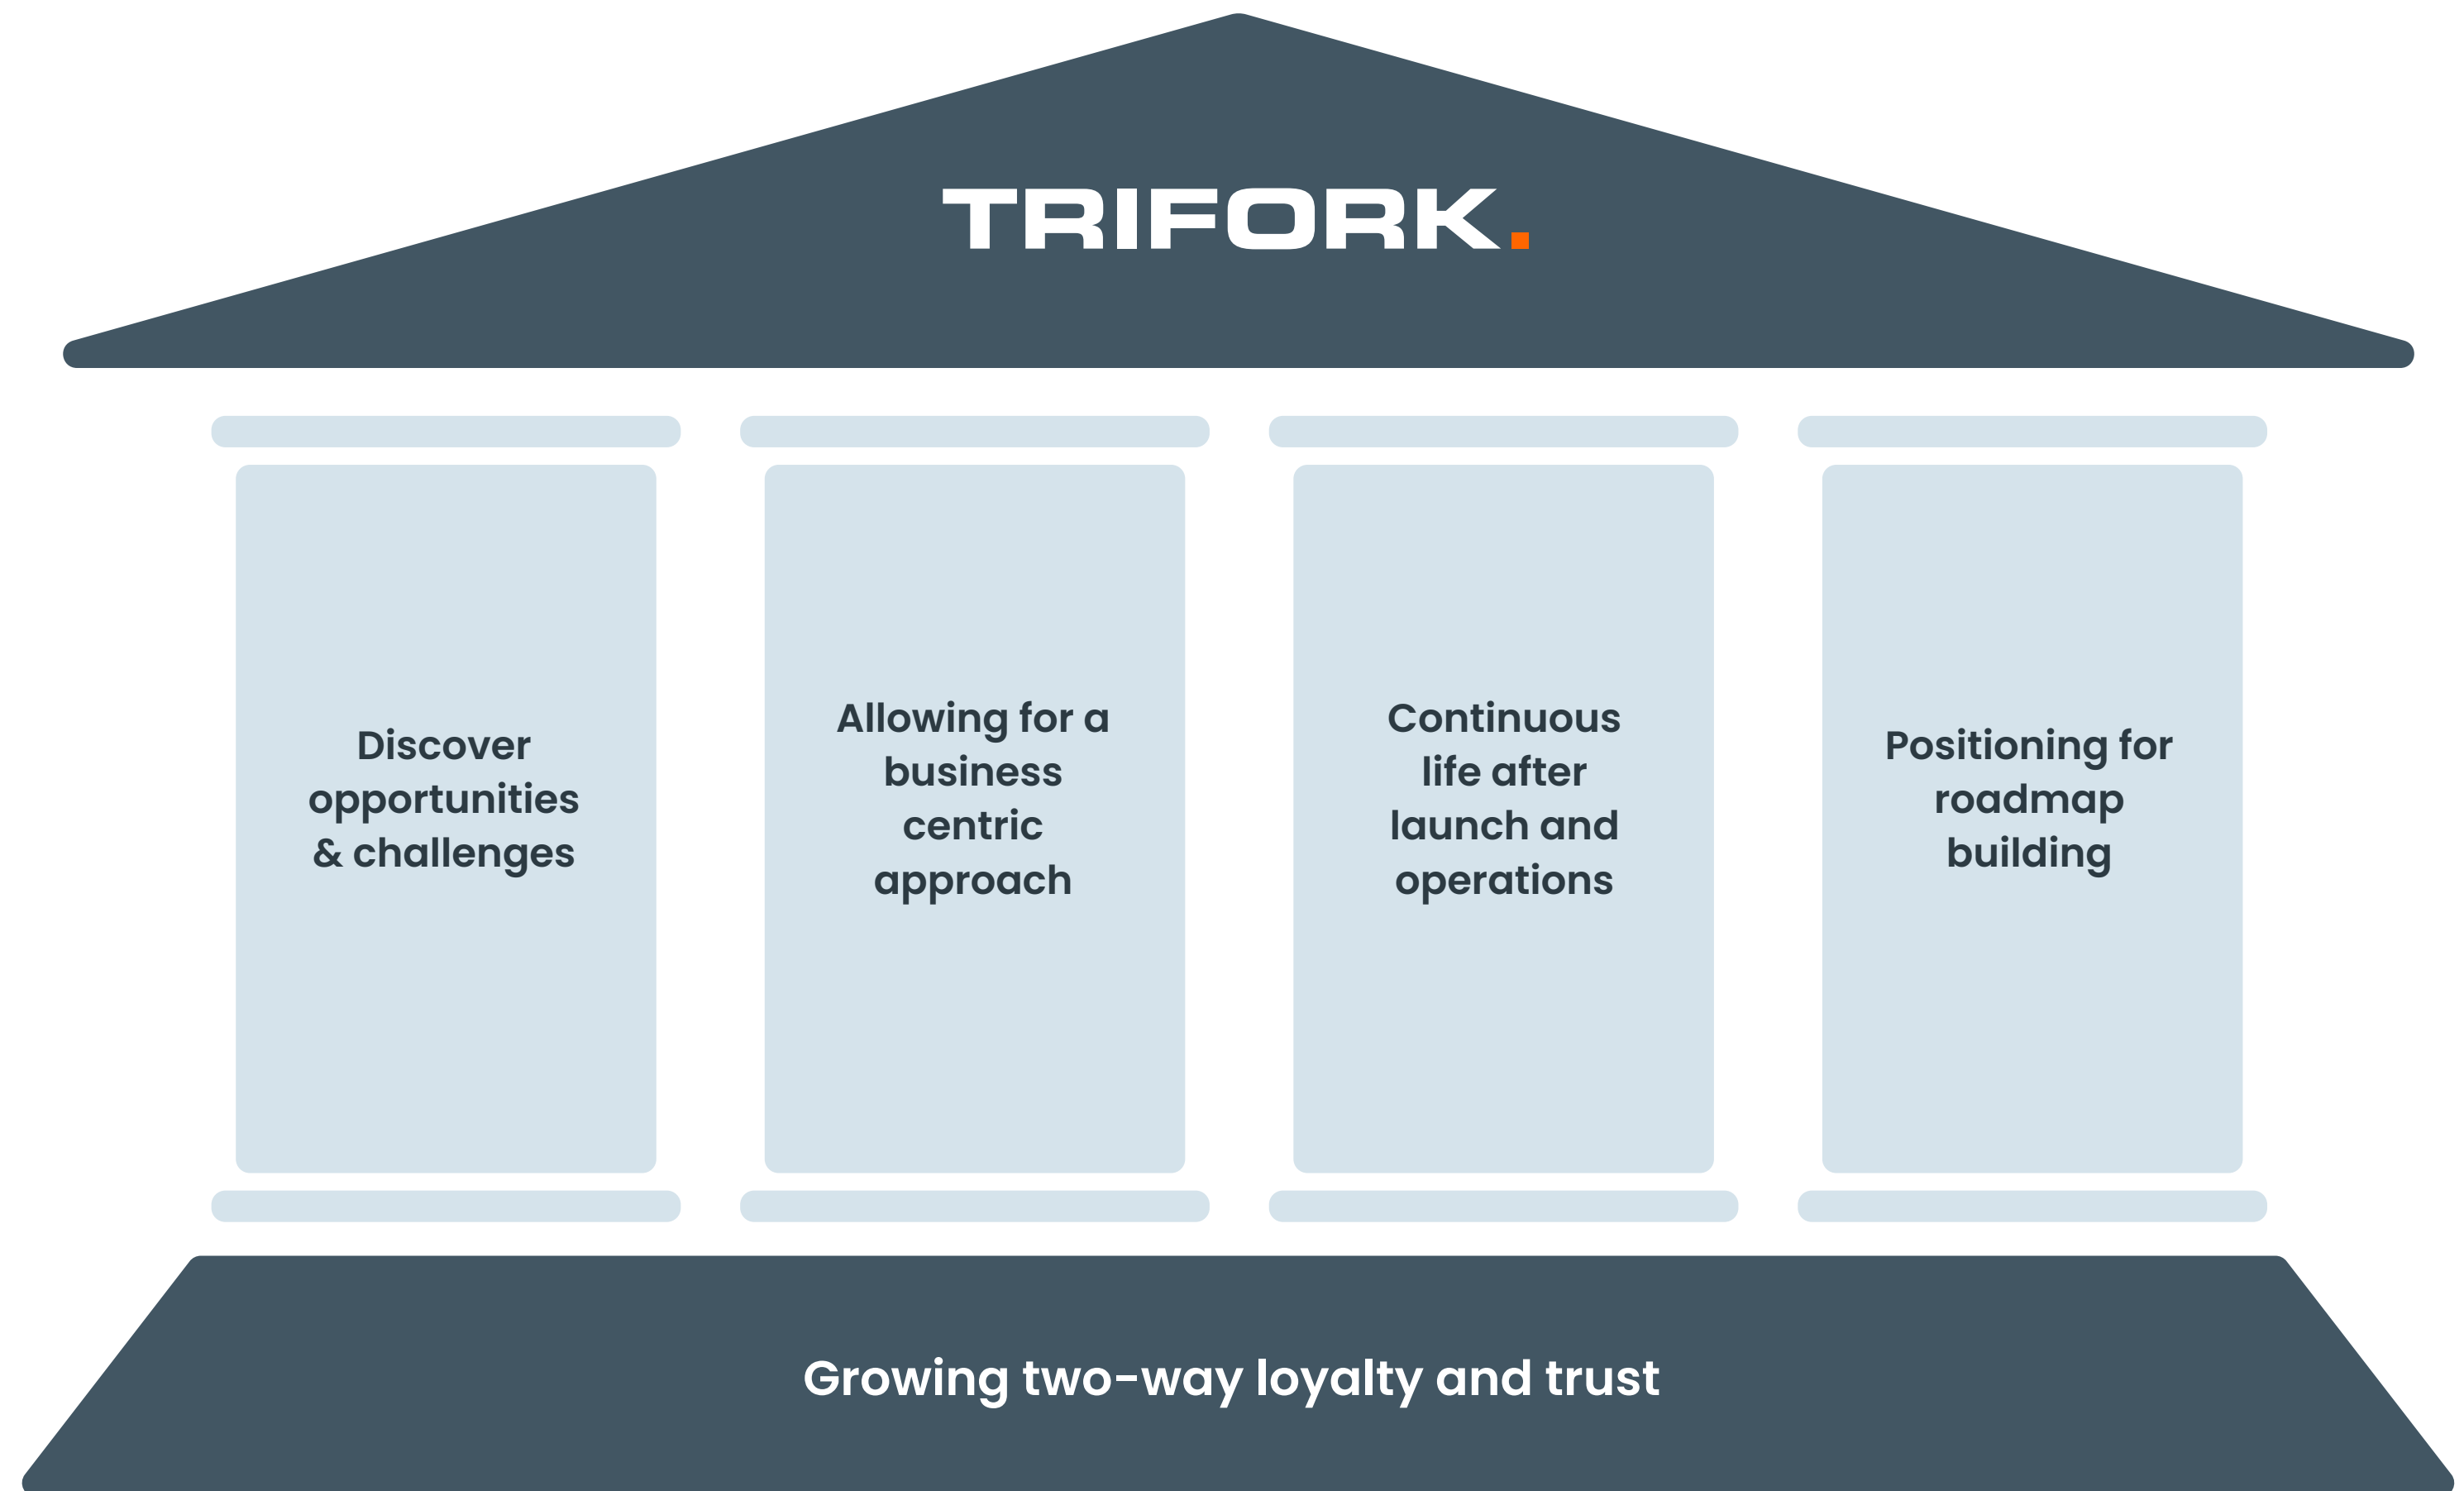 TRIFORK.
Discover
opportunities
& challenges
Allowing for a
business
centric
approach
Continuous
life after
launch and
operations
Positioning for
roadmap
building
Growing two-way loyalty and trust